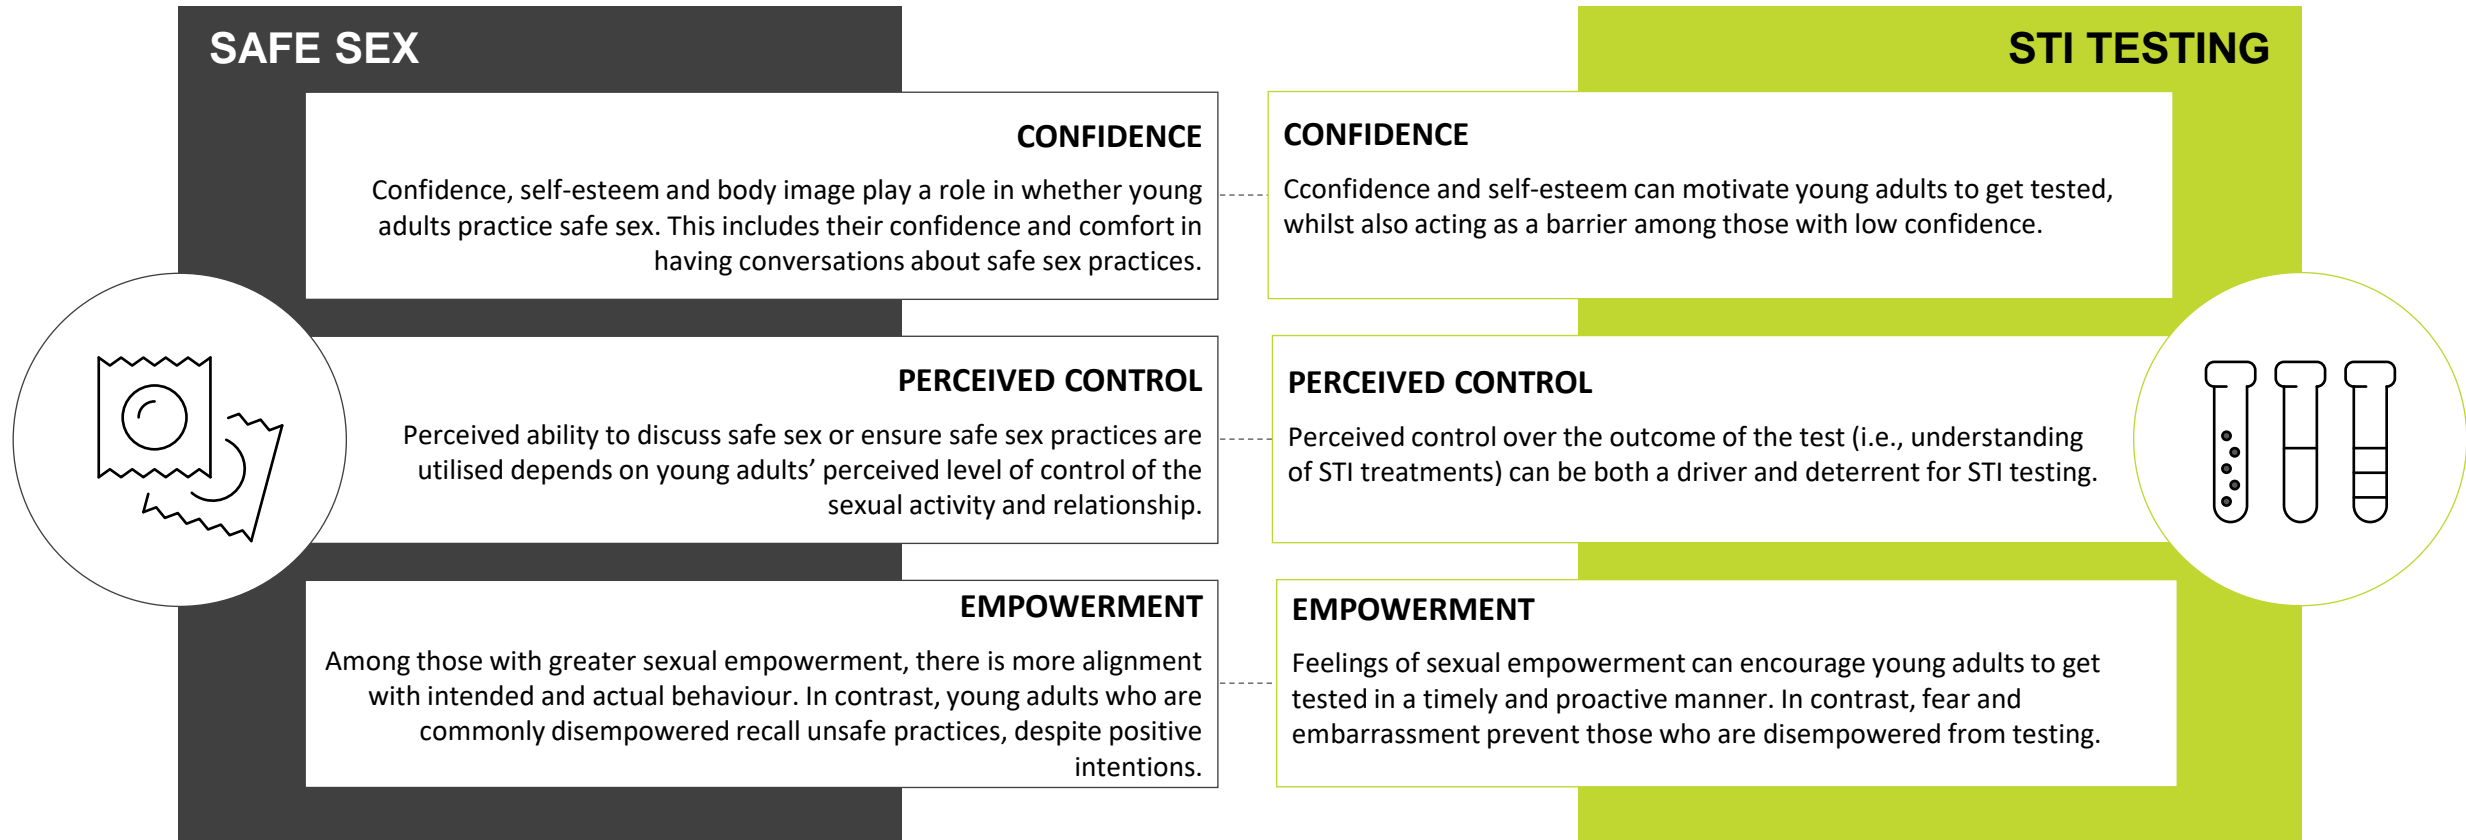 SAFE SEX
CONFIDENCE
Confidence, self-esteem and body image play a role in whether young
adults practice safe sex. This includes their confidence and comfort in
having conversations about safe sex practices.
PERCEIVED CONTROL
Perceived ability to discuss safe sex or ensure safe sex practices are
utilised depends on young adults’ perceived level of control of the
sexual activity and relationship.
EMPOWERMENT
Among those with greater sexual empowerment, there is more alignment
with intended and actual behaviour. In contrast, young adults who are
commonly disempowered recall unsafe practices, despite positive
intentions.
STI TESTING
CONFIDENCE
Cconfidence and self-esteem can motivate young adults to get tested,
whilst also acting as a barrier among those with low confidence.
PERCEIVED CONTROL
Perceived control over the outcome of the test (i.e., understanding
of STI treatments) can be both a driver and deterrent for STI testing.
EMPOWERMENT
Feelings of sexual empowerment can encourage young adults to get
tested in a timely and proactive manner. In contrast, fear and
embarrassment prevent those who are disempowered from testing.